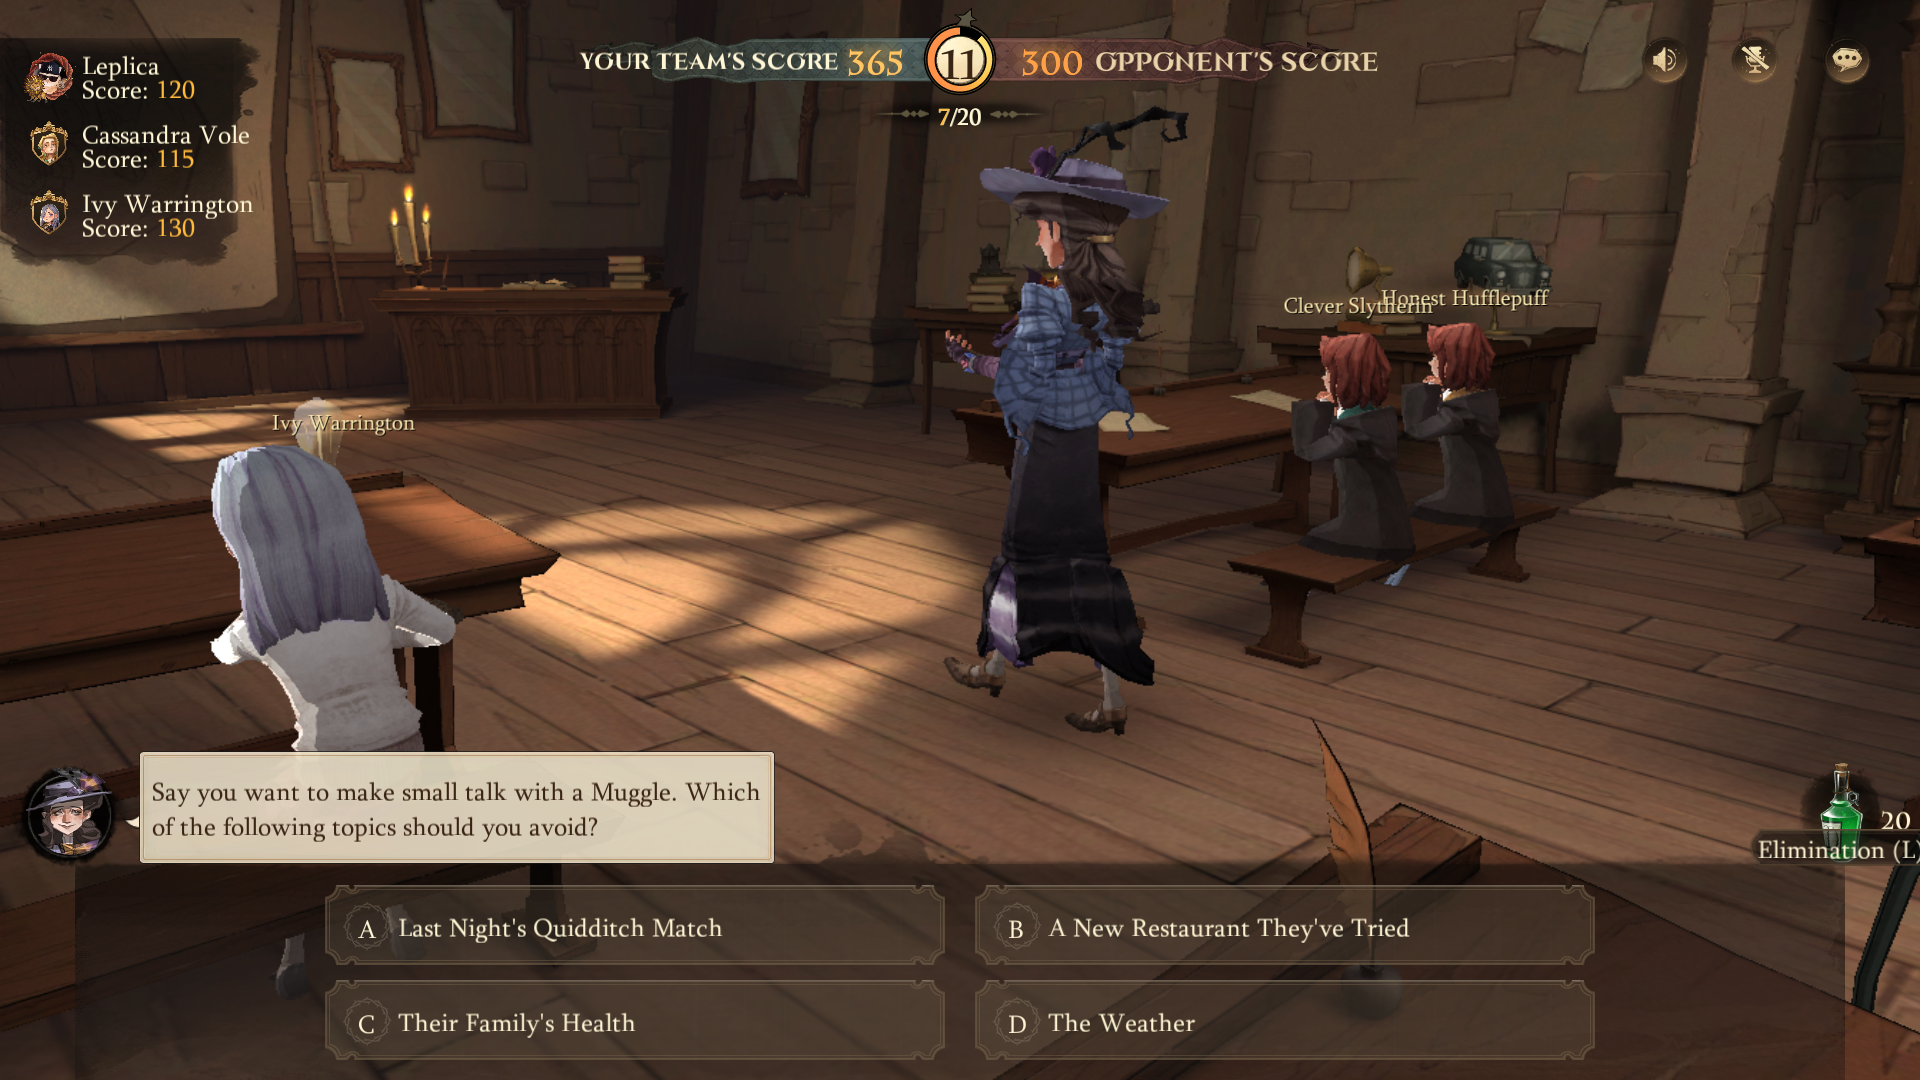 Leplica
Score: 120
Cassandra Vole
Score: 115
Ivy Warrington
Score: 130
YOUR TEAM'S SCORE 365 11 300 OPPONENT'S SCORE
7/20
Clever Slytherin
Honest Hufflepuff
Ivy Warrington
Say you want to make small talk with a Muggle. Which
of the following topics should you avoid?
20
Elimination (L)
A Last Night's Quidditch Match
B A New Restaurant They've Tried
C Their Family's Health
D The Weather